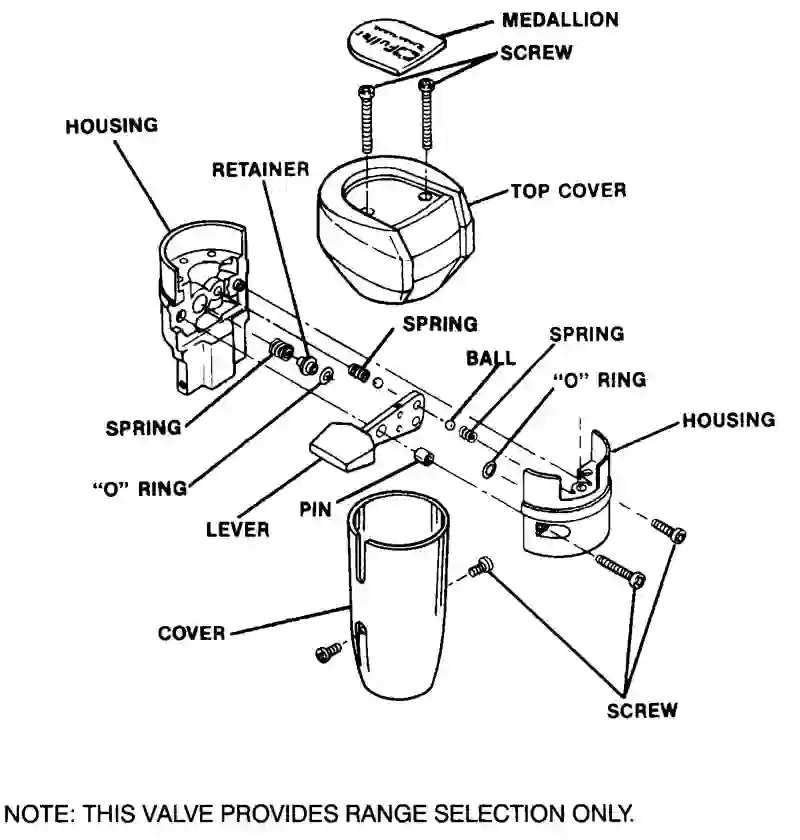 MEDALLION
SCREW
HOUSING
RETAINER
TOP COVER
Fuller
SPRING
SPRING
BALL
“O” RING
HOUSING
SPRING
“O” RING
LEVER
PIN
COVER
SCREW
NOTE: THIS VALVE PROVIDES RANGE SELECTION ONLY.